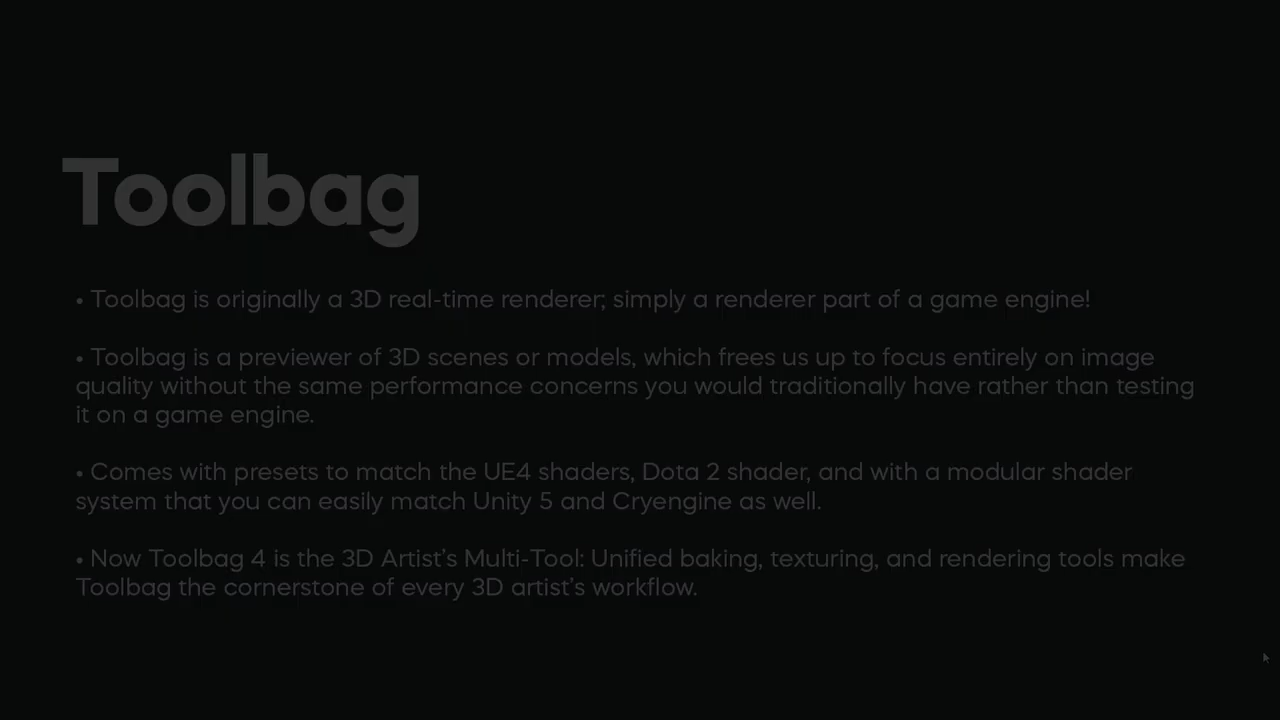 Toolbag
• Toolbag is originally a 3D real-time renderer; simply a renderer part of a game engine!
• Toolbag is a previewer of 3D scenes or models, which frees us up to focus entirely on image
quality without the same performance concerns you would traditionally have rather than testing
it on a game engine.
• Comes with presets to match the UE4 shaders, Dota 2 shader, and with a modular shader
system that you can easily match Unity 5 and Cryengine as well.
• Now Toolbag 4 is the 3D Artist’s Multi-Tool: Unified baking, texturing, and rendering tools make
Toolbag the cornerstone of every 3D artist’s workflow.